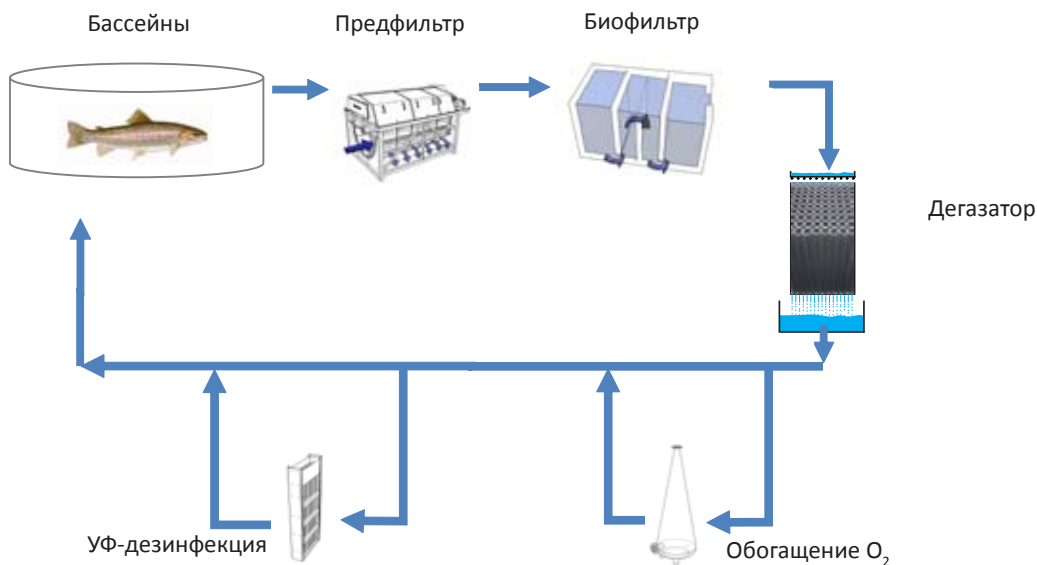 Бассейны
Предфильтр
Биофильтр
Дегазатор
УФ-дезинфекция
Обогащение O₂